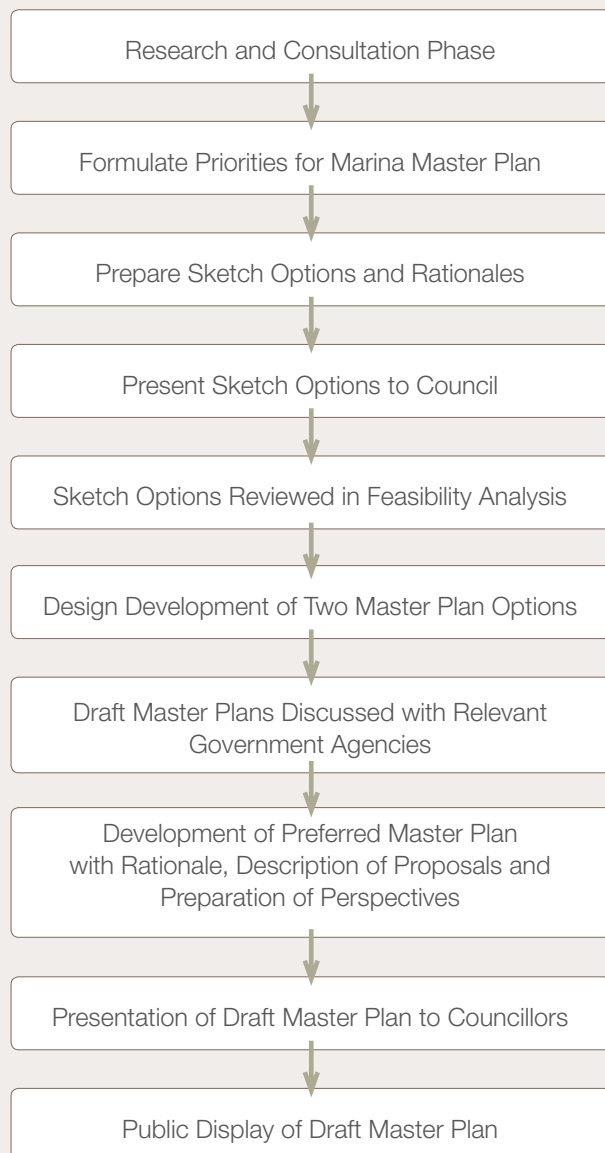 Research and Consultation Phase
Formulate Priorities for Marina Master Plan
Prepare Sketch Options and Rationales
Present Sketch Options to Council
Sketch Options Reviewed in Feasibility Analysis
Design Development of Two Master Plan Options
Draft Master Plans Discussed with Relevant
Government Agencies
Development of Preferred Master Plan
with Rationale, Description of Proposals and
Preparation of Perspectives
Presentation of Draft Master Plan to Councillors
Public Display of Draft Master Plan